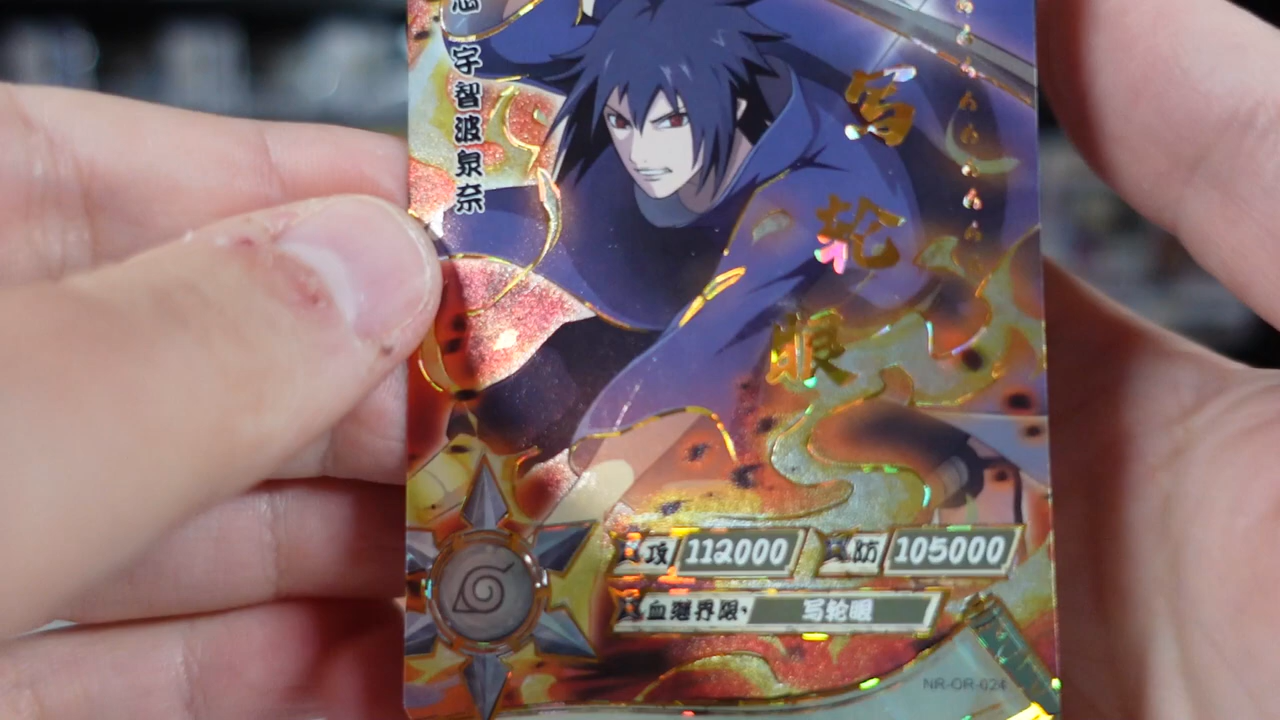 宇智波泉奈
写轮眼
攻 112000
防 105000
血继界限· 写轮眼
NR-OR-024